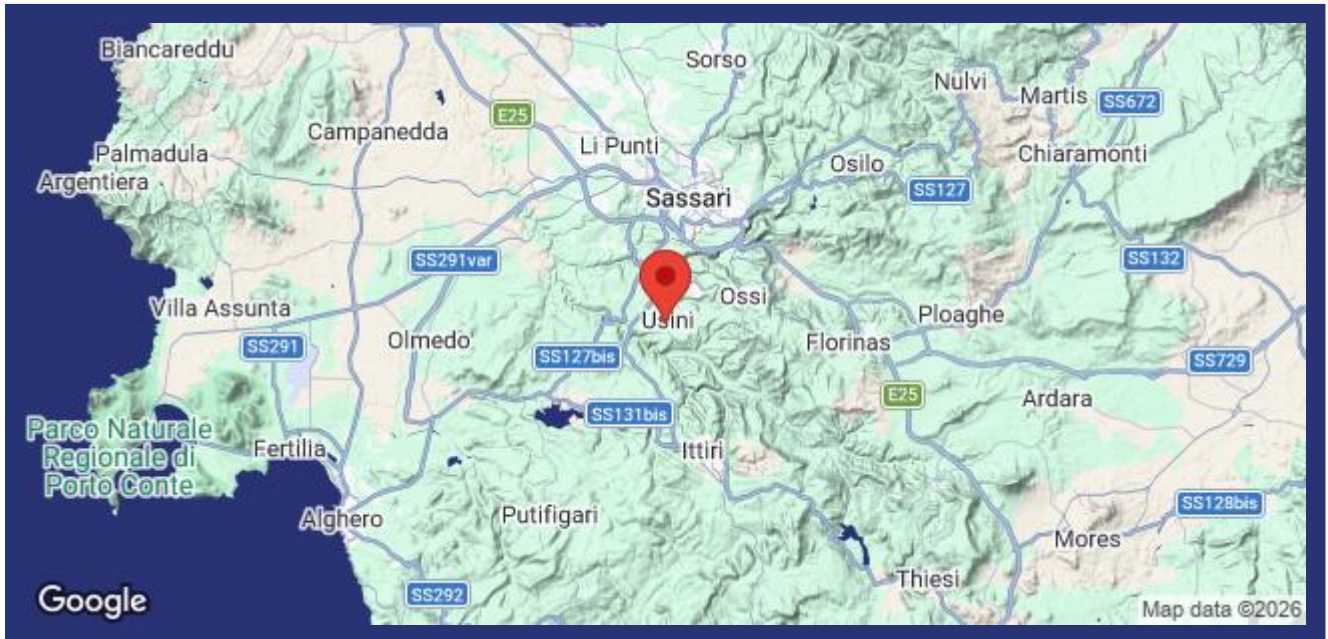 Biancareddu
Sorso
Nulvi
Martis
SS672
E25
Campanedda
Li Punti
Palmadula
Osilo
Chiaramonti
Argentiera
SS127
Sassari
SS291var
SS132
Ossi
Villa Assunta
Usini
Ploaghe
Olmedo
SS291
SS127bis
Florinas
SS729
E25
Ardara
SS131bis
Parco Naturale
Regionale di
Porto Conte
Fertilia
Ittiri
SS128bis
Alghero
Putifigari
Mores
Thiesi
SS292
Google
Map data ©2026